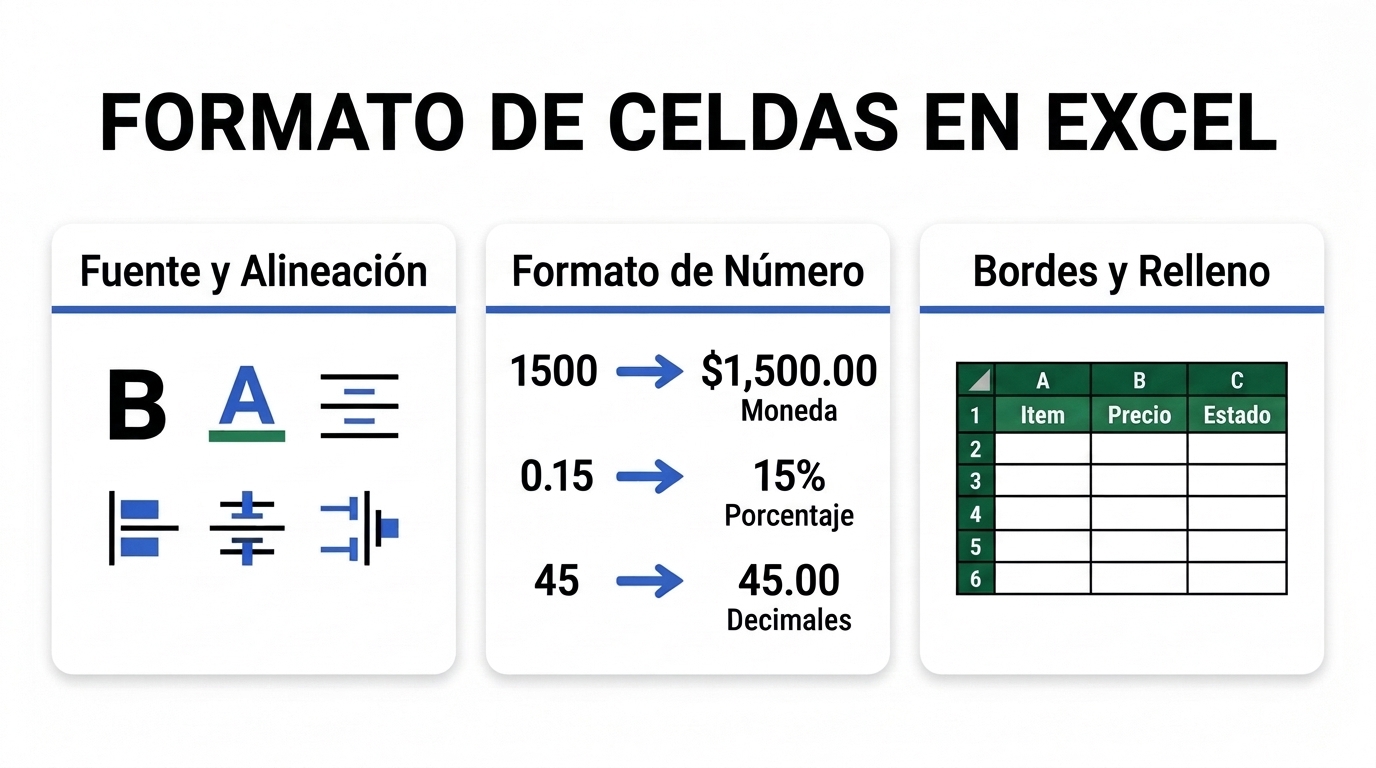 FORMATO DE CELDAS EN EXCEL
Fuente y Alineación
B
A
Formato de Número
1500
$1,500.00
Moneda
0.15
15%
Porcentaje
45
45.00
Decimales
Bordes y Relleno
A B C
1 Item Precio Estado
2
3
4
5
6